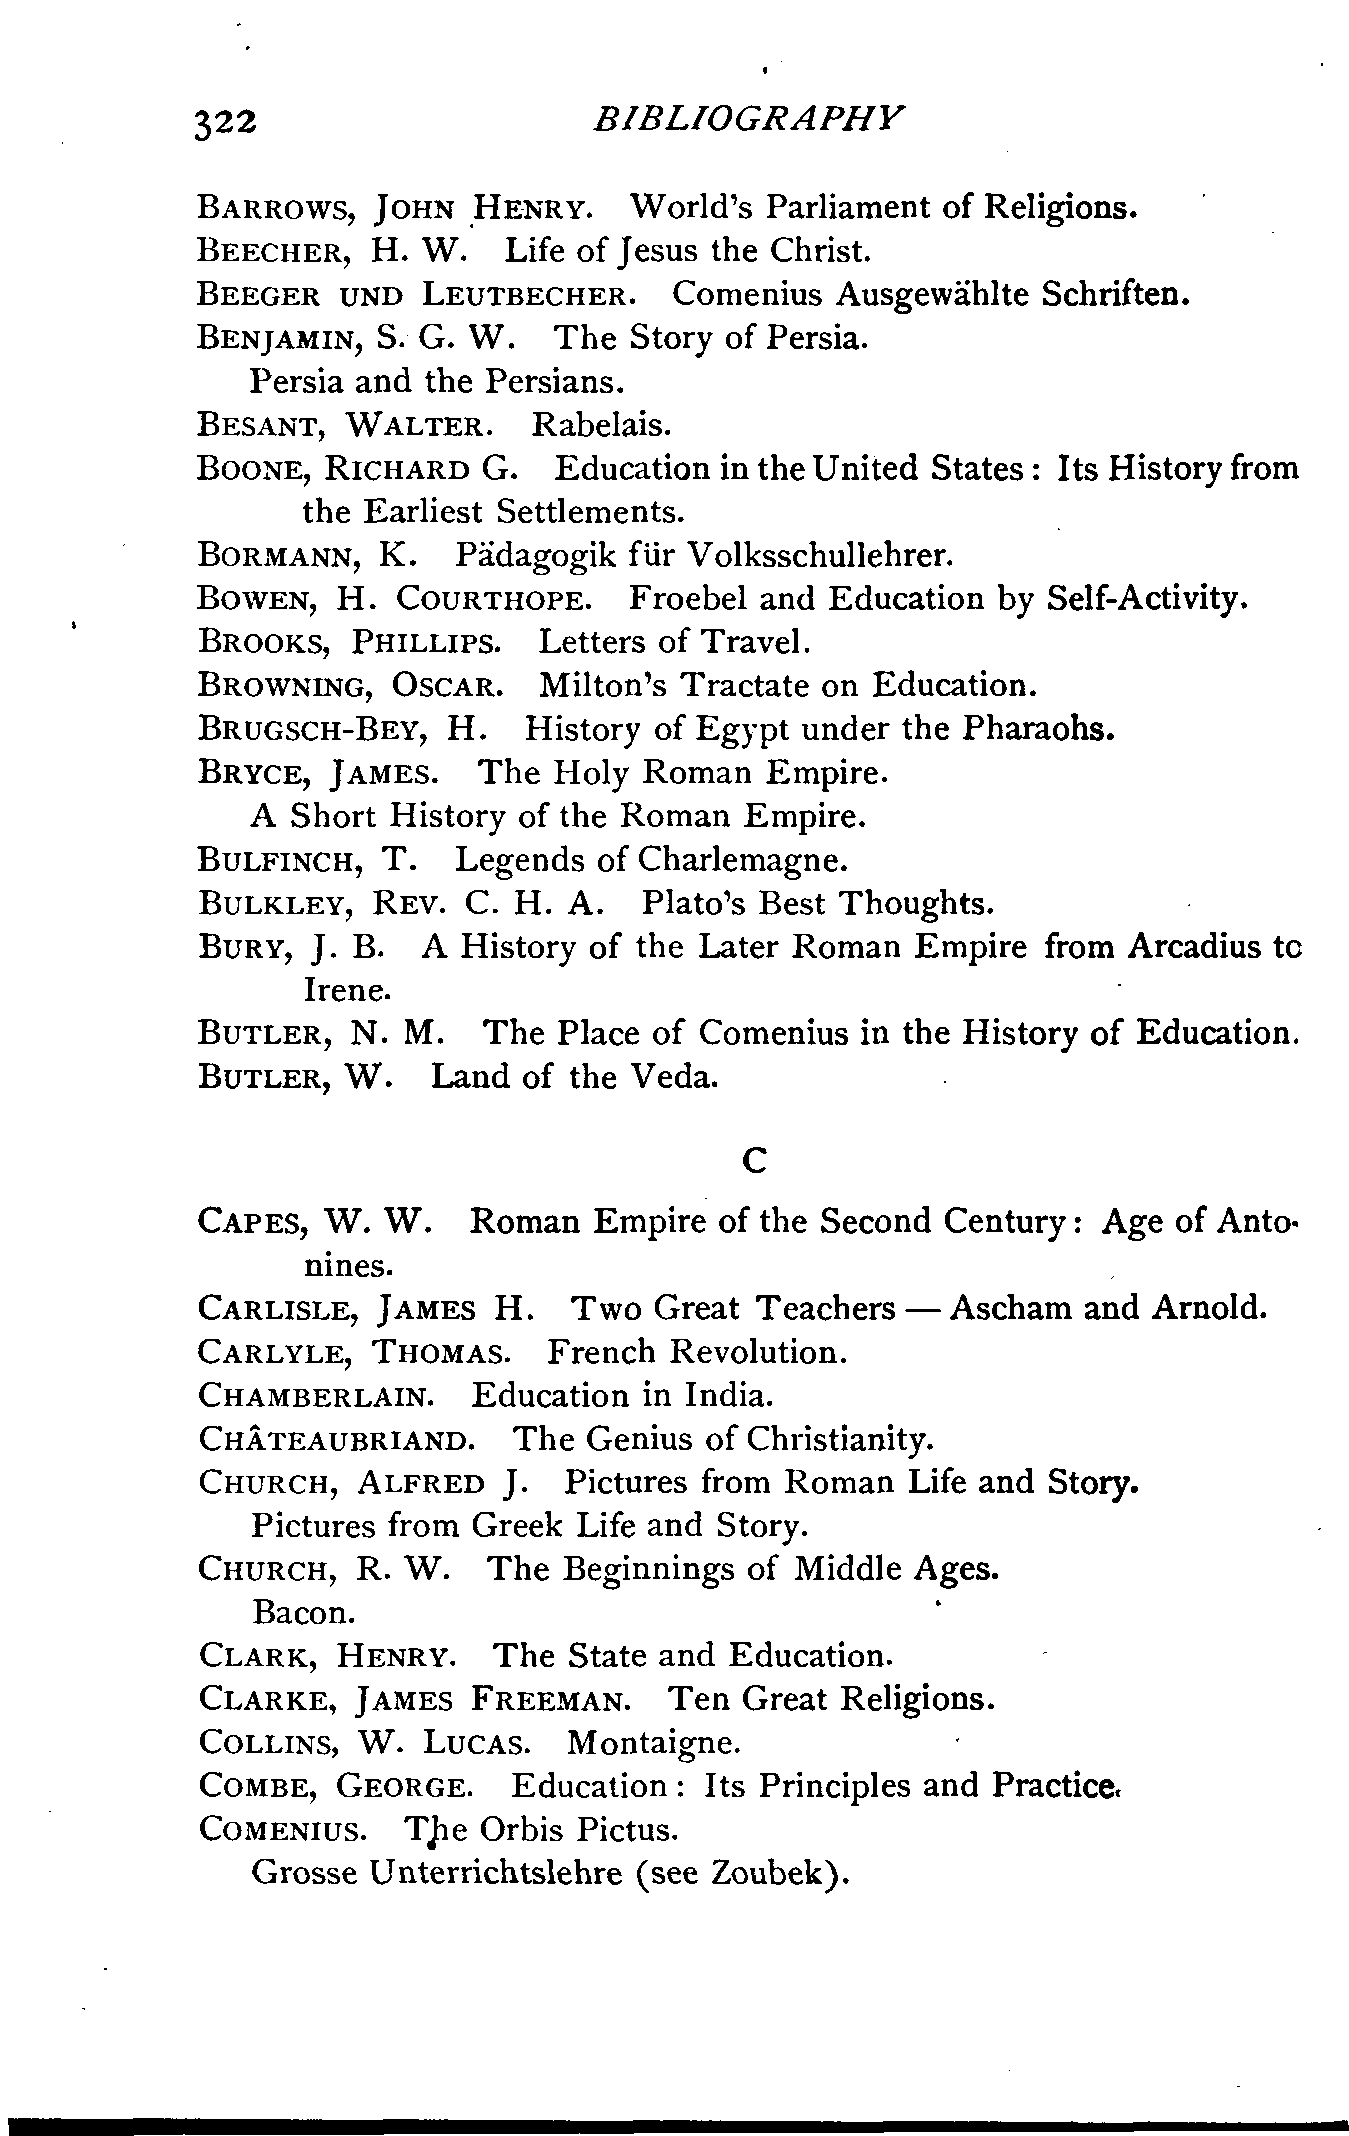 322 BIBLIOGRAPHY
BARROWS, JOHN HENRY. World's Parliament of Religions.
BEECHER, H. W. Life of Jesus the Christ.
BEEGER UND LEUTBECHER. Comenius Ausgewählte Schriften.
BENJAMIN, S. G. W. The Story of Persia.
Persia and the Persians.
BESANT, WALTER. Rabelais.
BOONE, RICHARD G. Education in the United States : Its History from
the Earliest Settlements.
BORMANN, K. Pädagogik für Volksschullehrer.
BOWEN, H. COURTHOPE. Froebel and Education by Self-Activity.
BROOKS, PHILLIPS. Letters of Travel.
BROWNING, OSCAR. Milton's Tractate on Education.
BRUGSCH-BEY, H. History of Egypt under the Pharaohs.
BRYCE, JAMES. The Holy Roman Empire.
A Short History of the Roman Empire.
BULFINCH, T. Legends of Charlemagne.
BULKLEY, REV. C. H. A. Plato's Best Thoughts.
BURY, J. B. A History of the Later Roman Empire from Arcadius to
Irene.
BUTLER, N. M. The Place of Comenius in the History of Education.
BUTLER, W. Land of the Veda.
C
CAPES, W. W. Roman Empire of the Second Century : Age of Anto-
nines.
CARLISLE, JAMES H. Two Great Teachers — Ascham and Arnold.
CARLYLE, THOMAS. French Revolution.
CHAMBERLAIN. Education in India.
CHÂTEAUBRIAND. The Genius of Christianity.
CHURCH, ALFRED J. Pictures from Roman Life and Story.
Pictures from Greek Life and Story.
CHURCH, R. W. The Beginnings of Middle Ages.
Bacon.
CLARK, HENRY. The State and Education.
CLARKE, JAMES FREEMAN. Ten Great Religions.
COLLINS, W. LUCAS. Montaigne.
COMBE, GEORGE. Education : Its Principles and Practice.
COMENIUS. The Orbis Pictus.
Grosse Unterrichtslehre (see Zoubek).